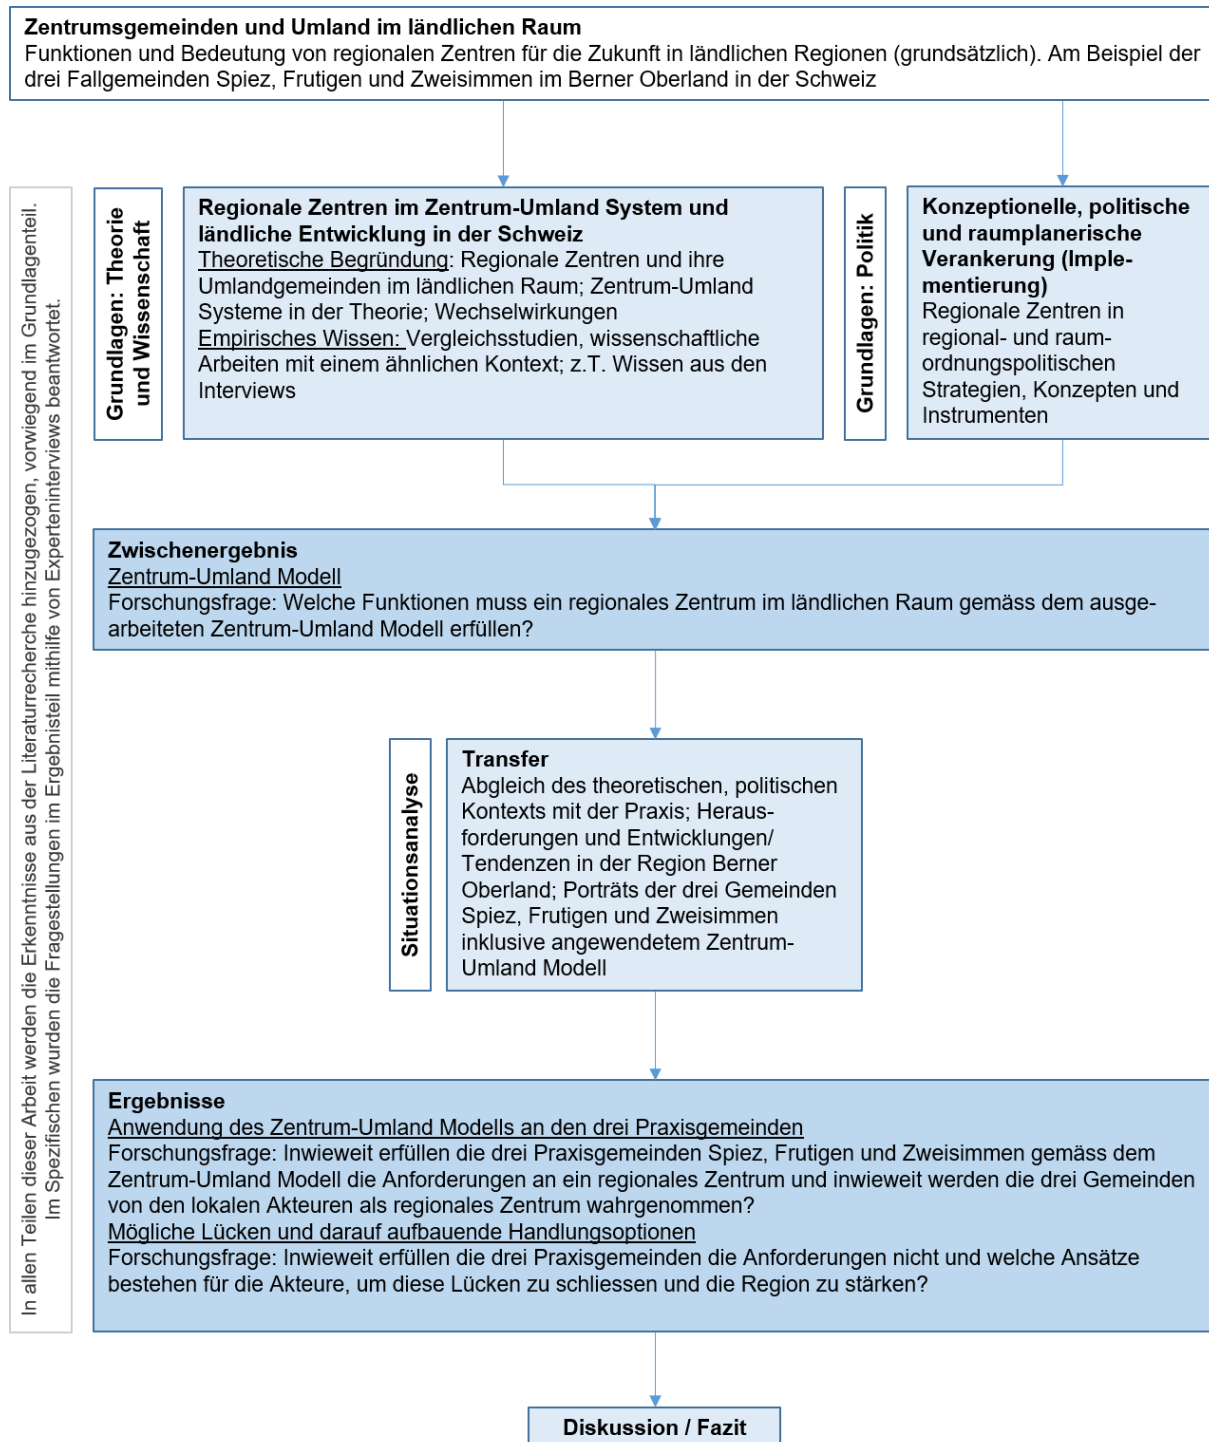 Zentrumsgemeinden und Umland im ländlichen Raum
Funktionen und Bedeutung von regionalen Zentren für die Zukunft in ländlichen Regionen (grundsätzlich). Am Beispiel der
drei Fallgemeinden Spiez, Frutigen und Zweisimmen im Berner Oberland in der Schweiz
In allen Teilen dieser Arbeit werden die Erkenntnisse aus der Literaturrecherche hinzugezogen, vorwiegend im Grundlagenteil.
Im Spezifischen wurden die Fragestellungen im Ergebnisteil mithilfe von Experteninterviews beantwortet.
Grundlagen: Theorie
und Wissenschaft
Regionale Zentren im Zentrum-Umland System und
ländliche Entwicklung in der Schweiz
Theoretische Begründung: Regionale Zentren und ihre
Umlandgemeinden im ländlichen Raum; Zentrum-Umland
Systeme in der Theorie; Wechselwirkungen
Empirisches Wissen: Vergleichsstudien, wissenschaftliche
Arbeiten mit einem ähnlichen Kontext; z.T. Wissen aus den
Interviews
Grundlagen: Politik
Konzeptionelle, politische
und raumplanerische
Verankerung (Imple-
mentierung)
Regionale Zentren in
regional- und raum-
ordnungspolitischen
Strategien, Konzepten und
Instrumenten
Zwischenergebnis
Zentrum-Umland Modell
Forschungsfrage: Welche Funktionen muss ein regionales Zentrum im ländlichen Raum gemäss dem ausge-
arbeiteten Zentrum-Umland Modell erfüllen?
Situationsanalyse
Transfer
Abgleich des theoretischen, politischen
Kontexts mit der Praxis; Heraus-
forderungen und Entwicklungen/
Tendenzen in der Region Berner
Oberland; Porträts der drei Gemeinden
Spiez, Frutigen und Zweisimmen
inklusive angewendetem Zentrum-
Umland Modell
Ergebnisse
Anwendung des Zentrum-Umland Modells an den drei Praxisgemeinden
Forschungsfrage: Inwieweit erfüllen die drei Praxisgemeinden Spiez, Frutigen und Zweisimmen gemäss dem
Zentrum-Umland Modell die Anforderungen an ein regionales Zentrum und inwieweit werden die drei Gemeinden
von den lokalen Akteuren als regionales Zentrum wahrgenommen?
Mögliche Lücken und darauf aufbauende Handlungsoptionen
Forschungsfrage: Inwieweit erfüllen die drei Praxisgemeinden die Anforderungen nicht und welche Ansätze
bestehen für die Akteure, um diese Lücken zu schliessen und die Region zu stärken?
Diskussion / Fazit